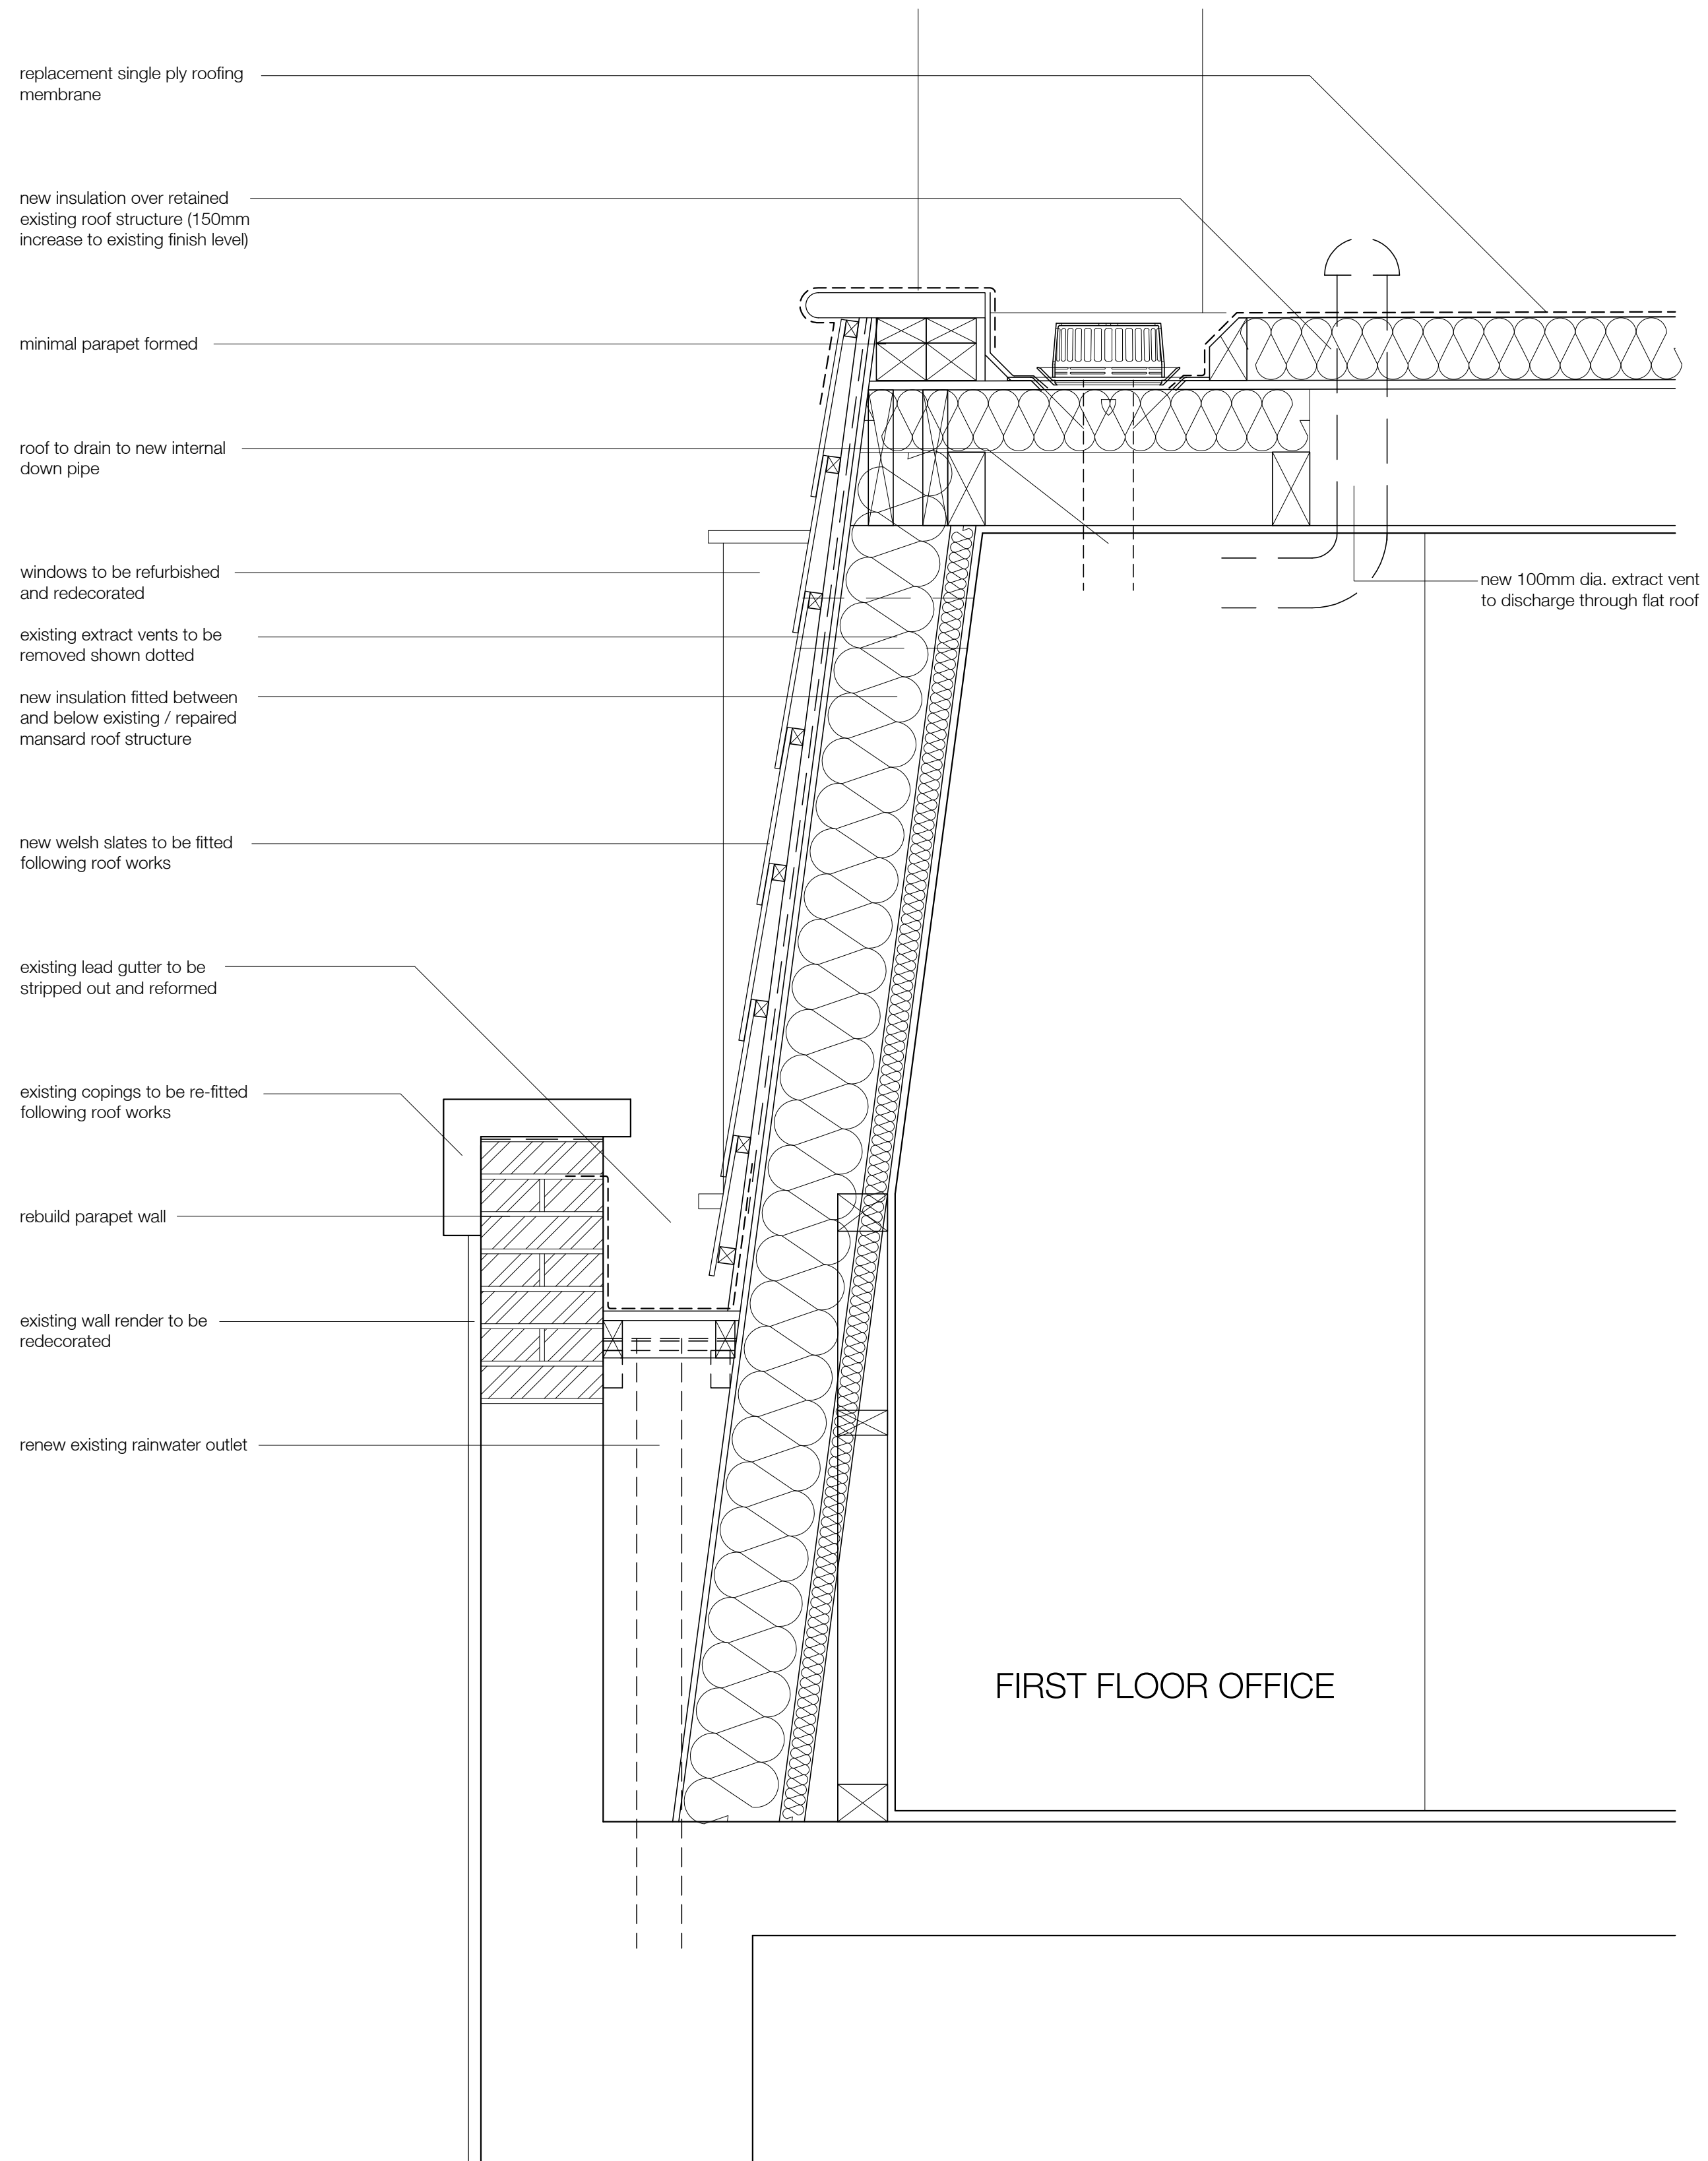 replacement single ply roofing
membrane
new insulation over retained
existing roof structure (150mm
increase to existing finish level)
minimal parapet formed
roof to drain to new internal
down pipe
windows to be refurbished
and redecorated
new 100mm dia. extract vent
to discharge through flat roof
existing extract vents to be
removed shown dotted
new insulation fitted between
and below existing / repaired
mansard roof structure
new welsh slates to be fitted
following roof works
existing lead gutter to be
stripped out and reformed
existing copings to be re-fitted
following roof works
rebuild parapet wall
existing wall render to be
redecorated
renew existing rainwater outlet
FIRST FLOOR OFFICE